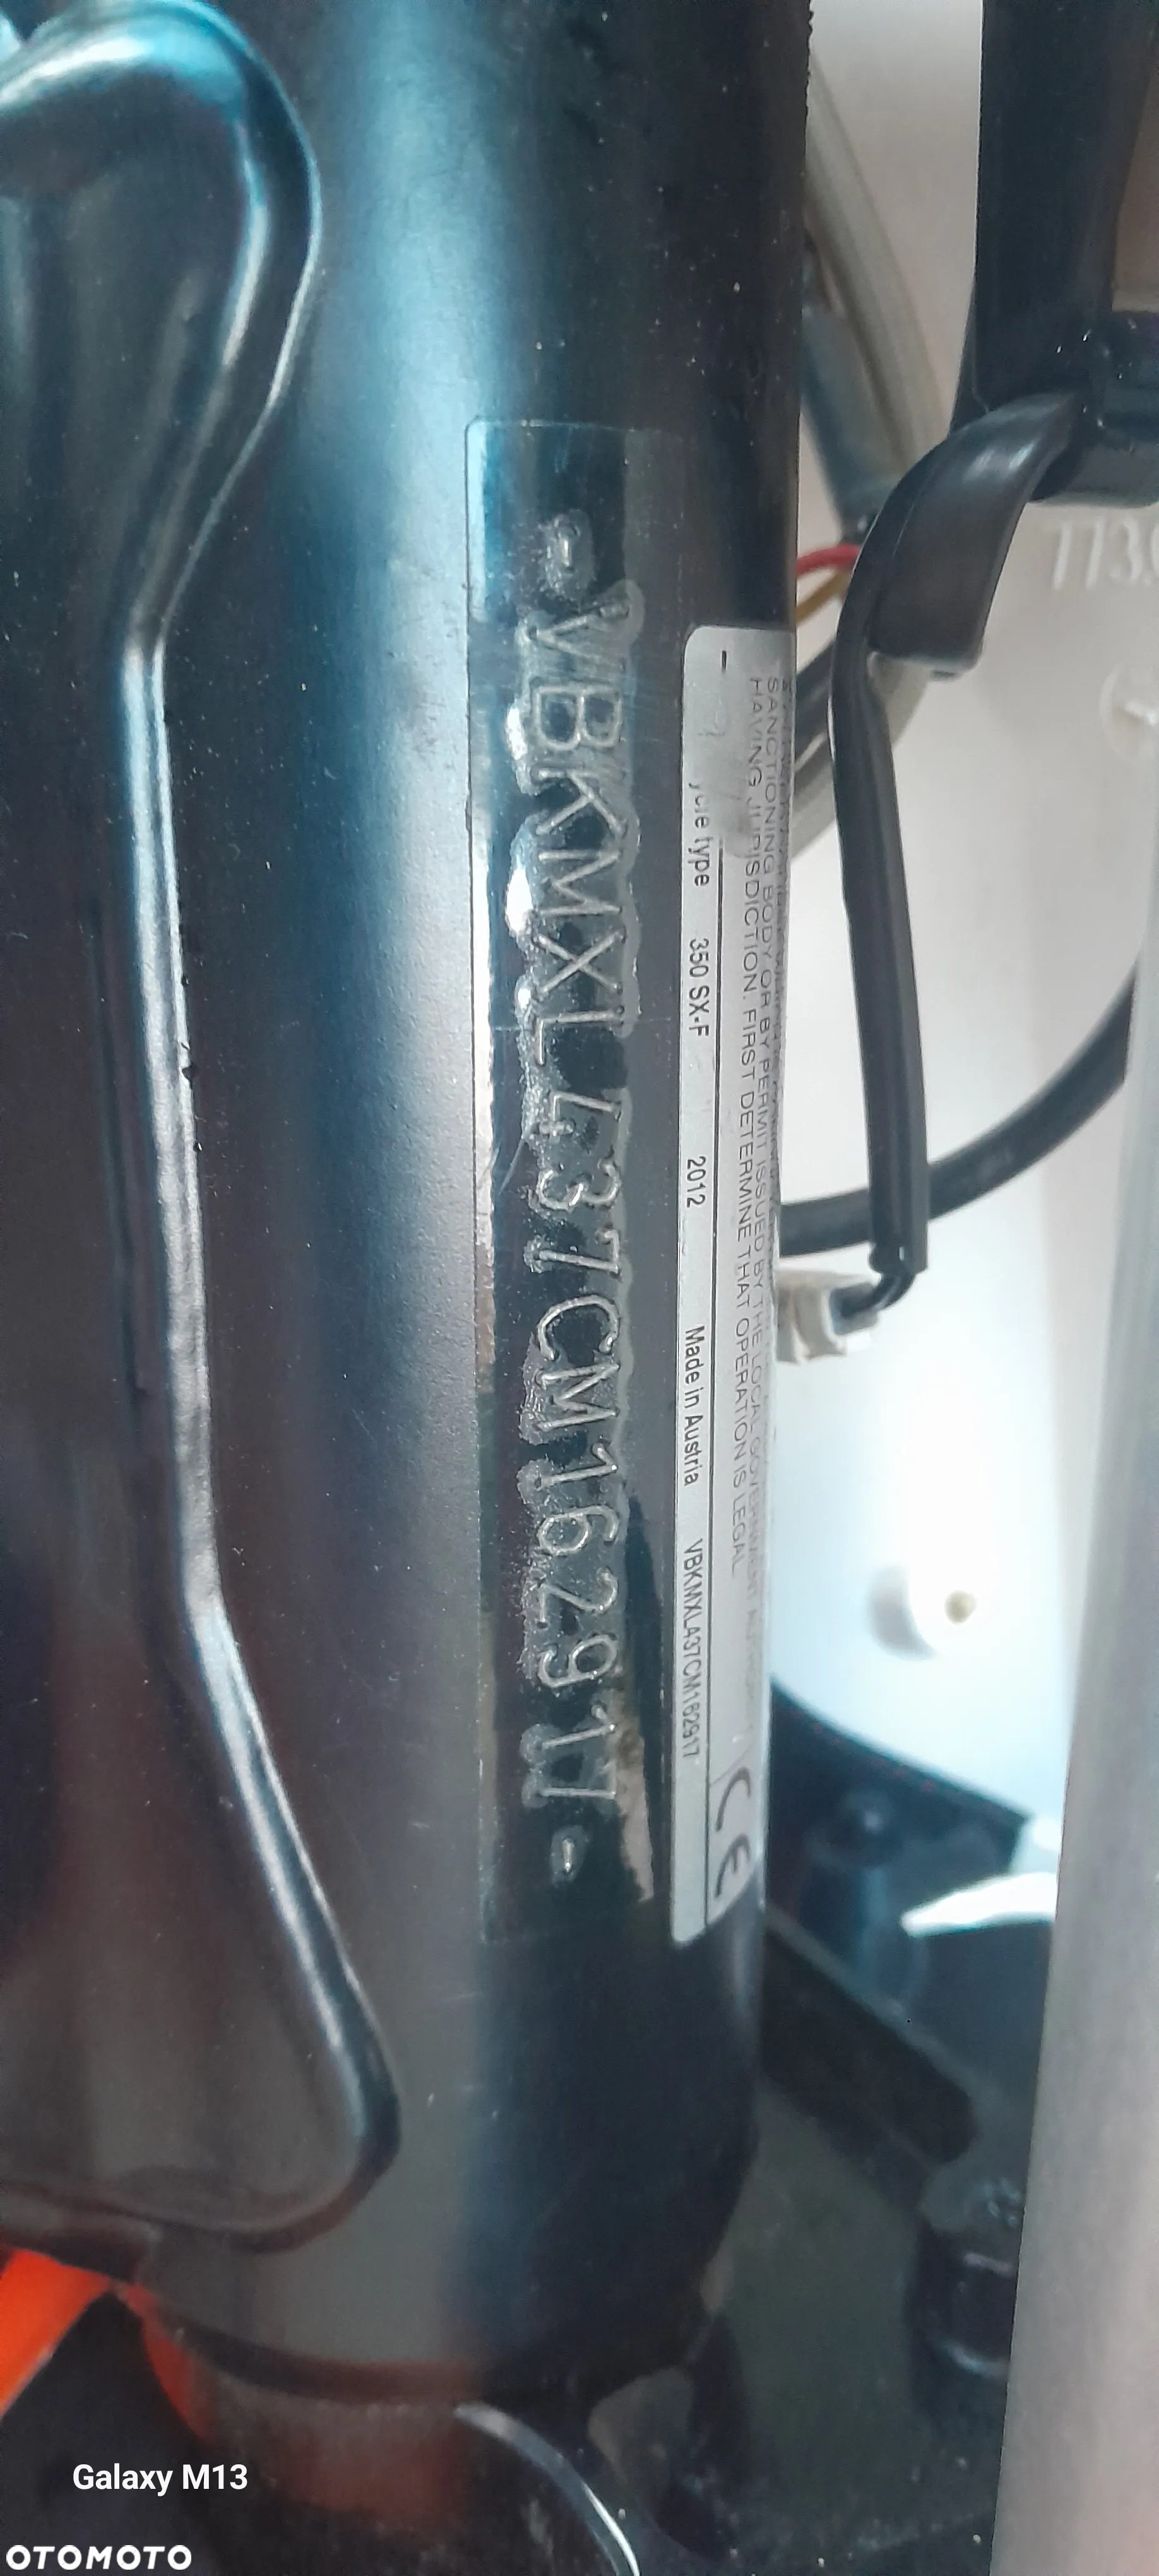 -VBKMXL437CM162917-
SANCTIONING BODY OR BY PERMIT ISSUED BY THE LOCAL GOVERNMENT
HAVING JURISDICTION. FIRST DETERMINE THAT OPERATION IS LEGAL
type 350 SX-F 2012 Made in Austria VBKMXL437CM162917
CE
Galaxy M13
OTOMOTO